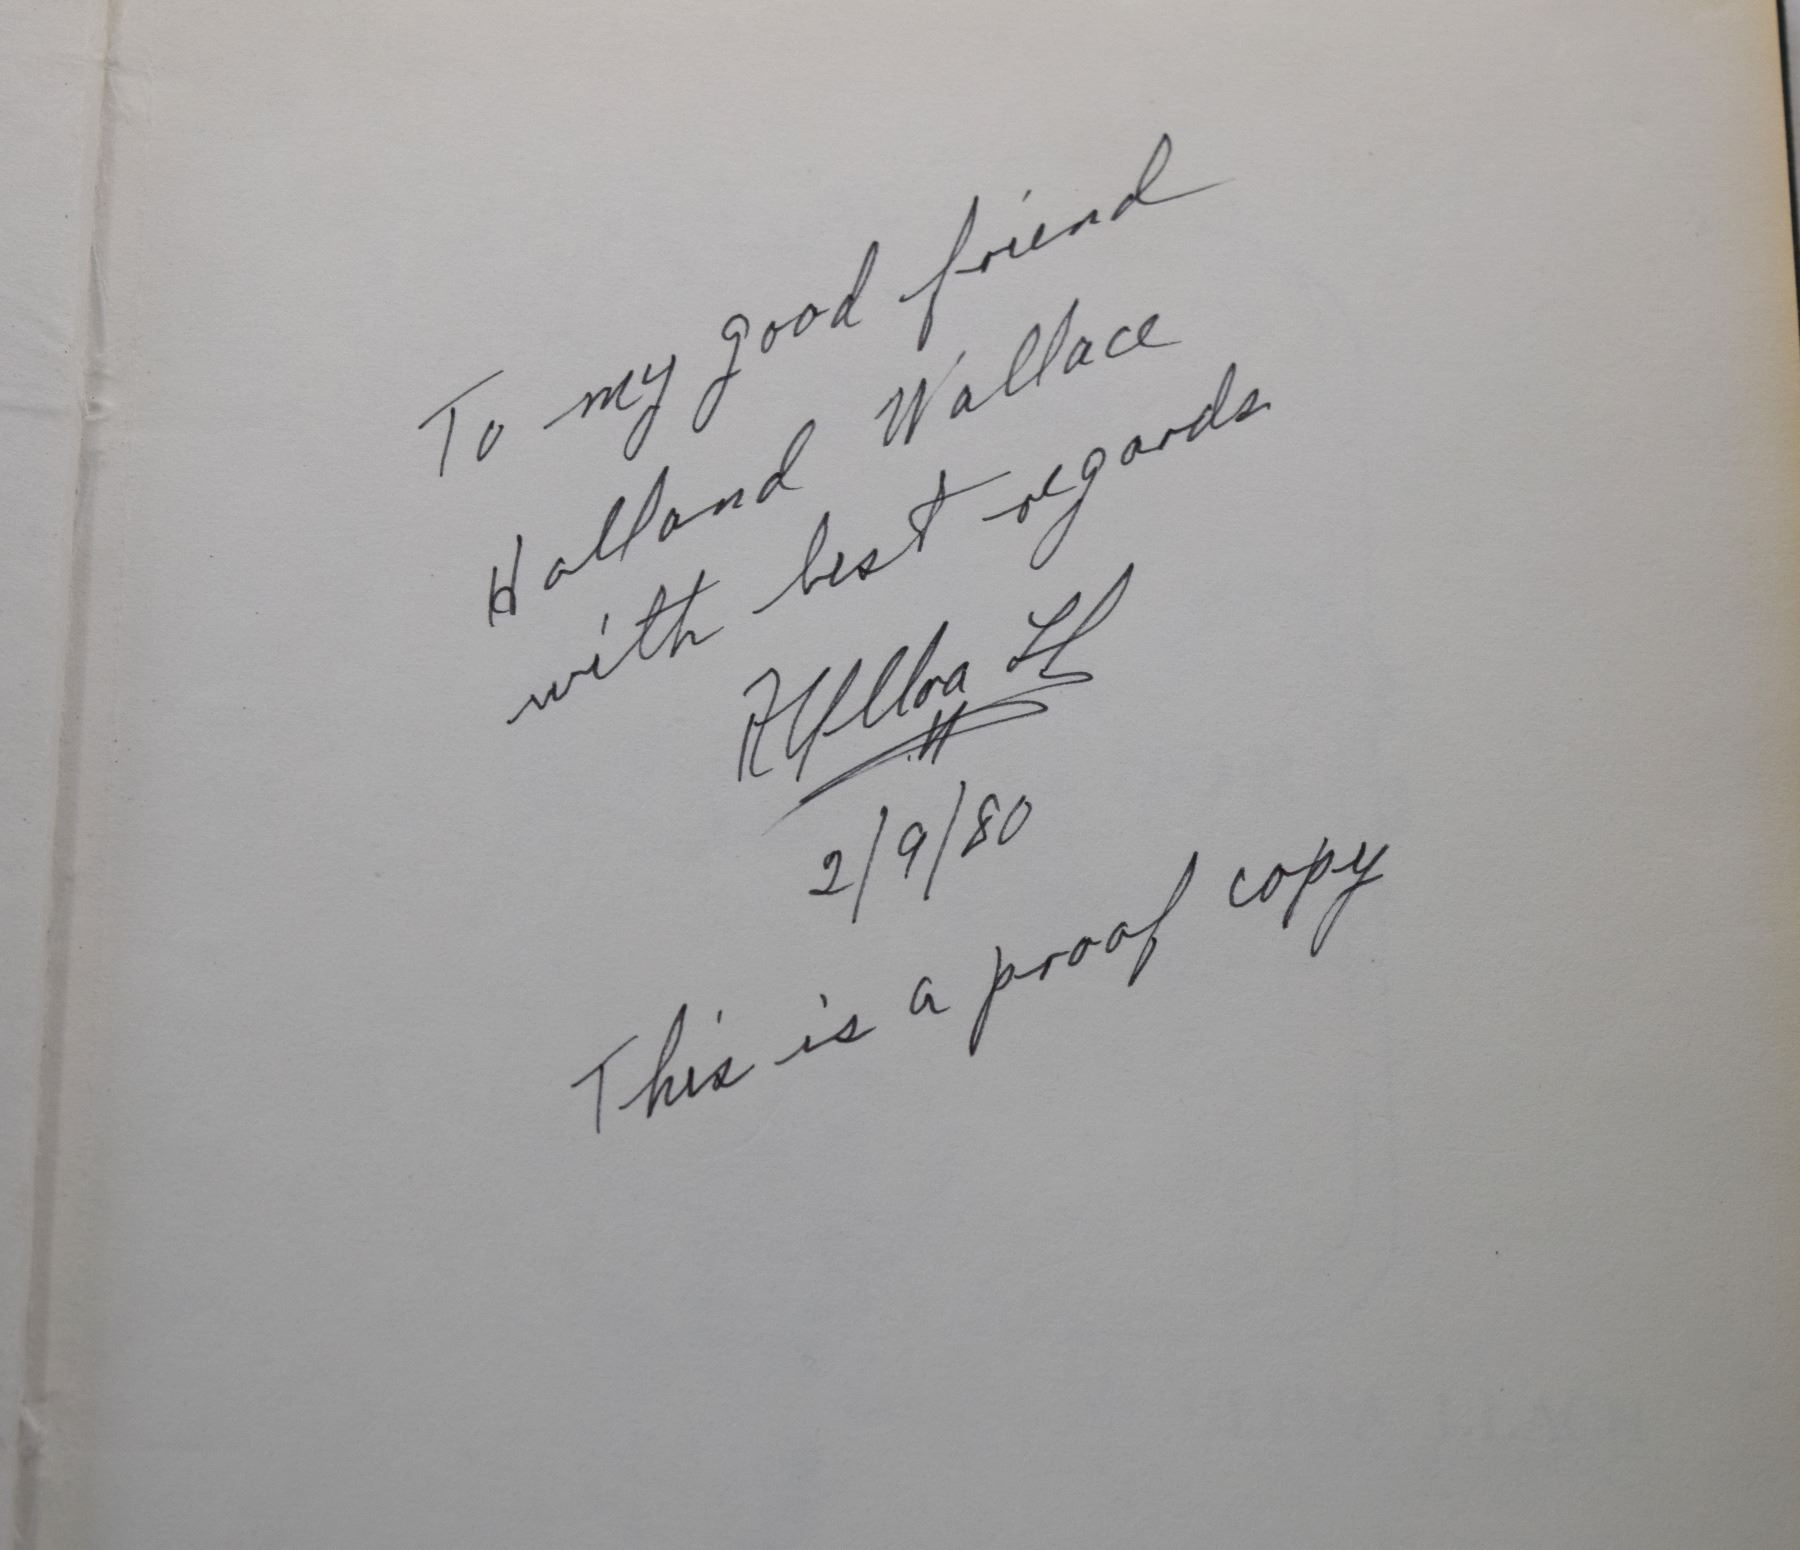 To my good friend
Holland Wallace
with best regards
2/9/80
This is a proof copy